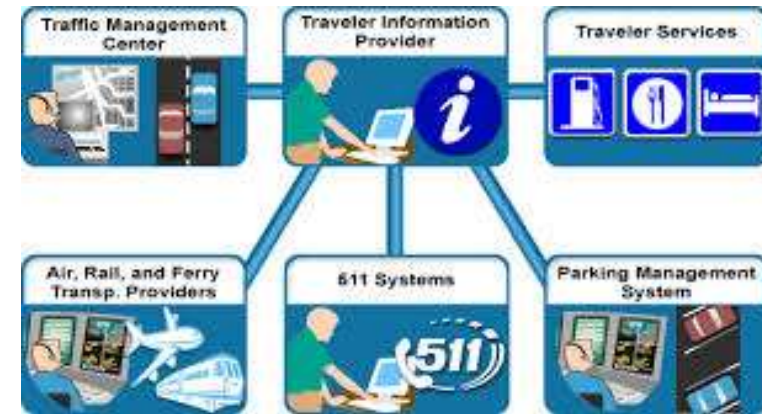 Traffic Management
Center
Traveler Information
Provider
Traveler Services
i
Air, Rail, and Ferry
Transp. Providers
511 Systems
511
Parking Management
System